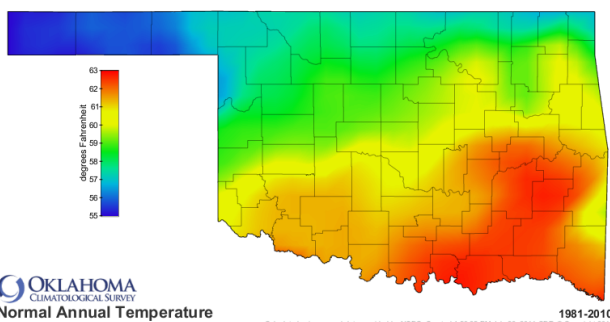 63
62
61
60
59
58
57
56
55
degrees Fahrenheit
OKLAHOMA
CLIMATOLOGICAL SURVEY
Normal Annual Temperature
1981-2010